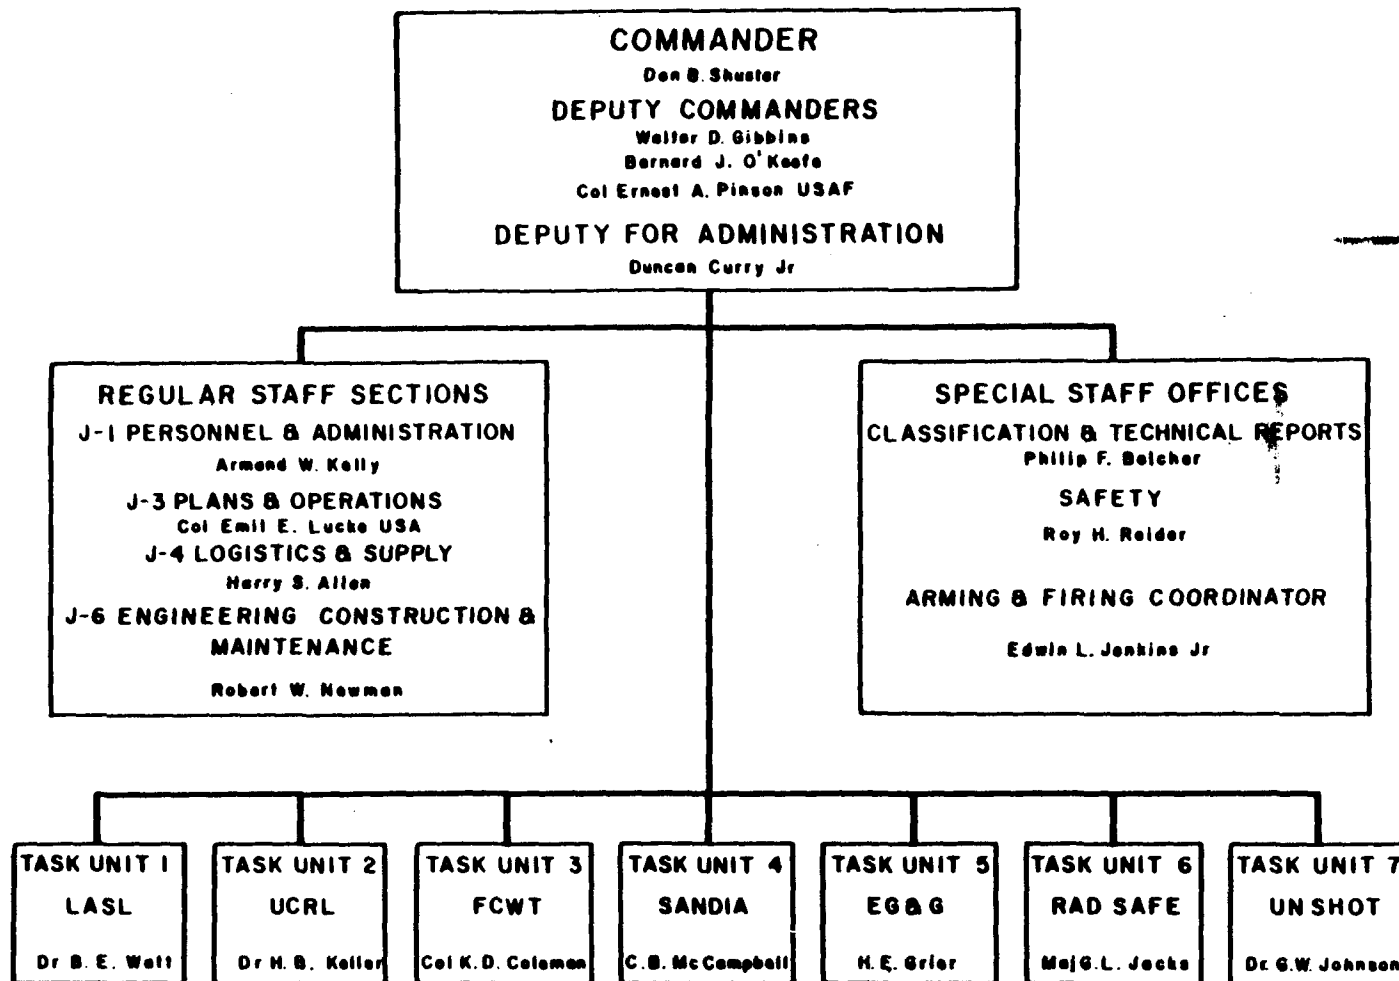 COMMANDER
Don B. Shuster
DEPUTY COMMANDERS
Walter D. Gibbins
Bernard J. O'Keefe
Col Ernest A. Pinson USAF
DEPUTY FOR ADMINISTRATION
Duncan Curry Jr
REGULAR STAFF SECTIONS
J-1 PERSONNEL & ADMINISTRATION
Armand W. Kelly
J-3 PLANS & OPERATIONS
Col Emil E. Lucke USA
J-4 LOGISTICS & SUPPLY
Harry S. Allen
J-6 ENGINEERING CONSTRUCTION &
MAINTENANCE
Robert W. Newman
SPECIAL STAFF OFFICES
CLASSIFICATION & TECHNICAL REPORTS
Philip F. Belcher
SAFETY
Roy H. Reider
ARMING & FIRING COORDINATOR
Edwin L. Jenkins Jr
TASK UNIT 1
LASL
Dr B. E. Watt
TASK UNIT 2
UCRL
Dr H. B. Keller
TASK UNIT 3
FCWT
Col K.D. Coleman
TASK UNIT 4
SANDIA
C.B. McCampbell
TASK UNIT 5
EG&G
H.E. Grier
TASK UNIT 6
RAD SAFE
Maj G.L. Jacks
TASK UNIT 7
UN SHOT
Dr. G.W. Johnson